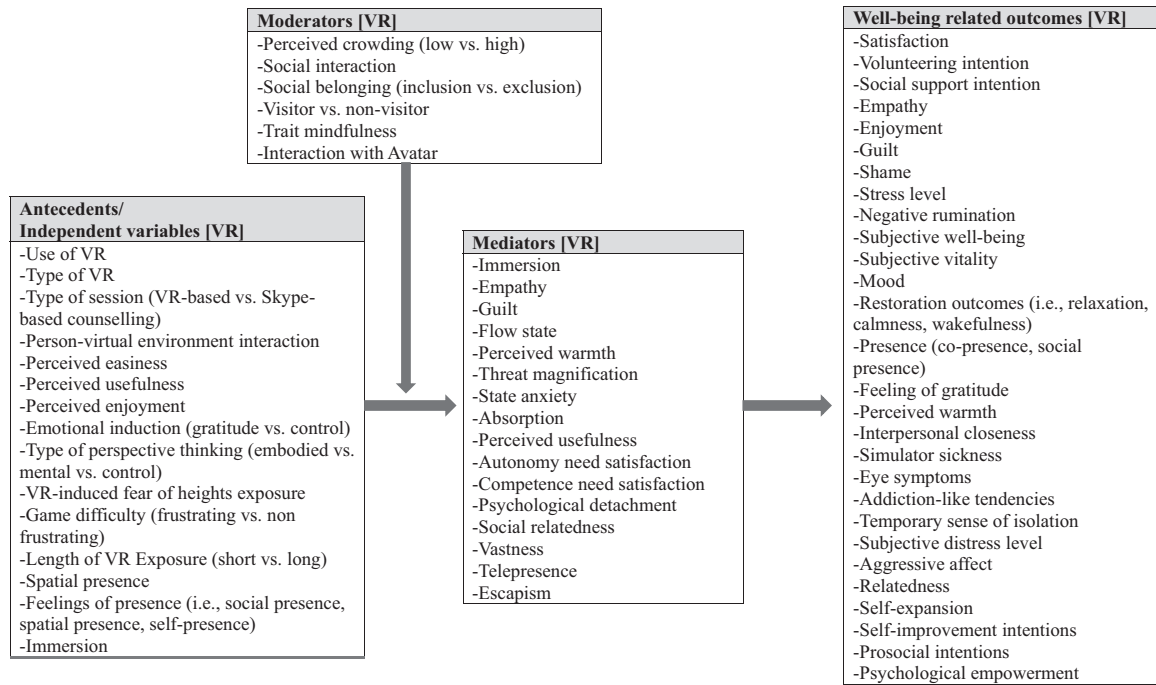 Moderators [VR]
-Perceived crowding (low vs. high)
-Social interaction
-Social belonging (inclusion vs. exclusion)
-Visitor vs. non-visitor
-Trait mindfulness
-Interaction with Avatar
Antecedents/
Independent variables [VR]
-Use of VR
-Type of VR
-Type of session (VR-based vs. Skype-
based counselling)
-Person-virtual environment interaction
-Perceived easiness
-Perceived usefulness
-Perceived enjoyment
-Emotional induction (gratitude vs. control)
-Type of perspective thinking (embodied vs.
mental vs. control)
-VR-induced fear of heights exposure
-Game difficulty (frustrating vs. non
frustrating)
-Length of VR Exposure (short vs. long)
-Spatial presence
-Feelings of presence (i.e., social presence,
spatial presence, self-presence)
-Immersion
Mediators [VR]
-Immersion
-Empathy
-Guilt
-Flow state
-Perceived warmth
-Threat magnification
-State anxiety
-Absorption
-Perceived usefulness
-Autonomy need satisfaction
-Competence need satisfaction
-Psychological detachment
-Social relatedness
-Vastness
-Telepresence
-Escapism
Well-being related outcomes [VR]
-Satisfaction
-Volunteering intention
-Social support intention
-Empathy
-Enjoyment
-Guilt
-Shame
-Stress level
-Negative rumination
-Subjective well-being
-Subjective vitality
-Mood
-Restoration outcomes (i.e., relaxation,
calmness, wakefulness)
-Presence (co-presence, social
presence)
-Feeling of gratitude
-Perceived warmth
-Interpersonal closeness
-Simulator sickness
-Eye symptoms
-Addiction-like tendencies
-Temporary sense of isolation
-Subjective distress level
-Aggressive affect
-Relatedness
-Self-expansion
-Self-improvement intentions
-Prosocial intentions
-Psychological empowerment